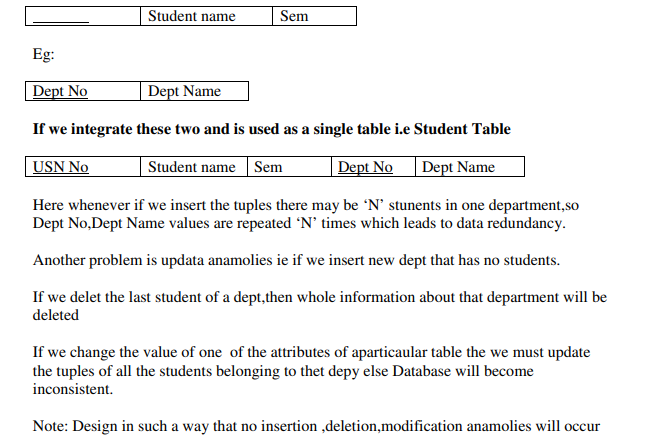 Student name Sem
Eg:
Dept No Dept Name
If we integrate these two and is used as a single table i.e Student Table
USN No Student name Sem Dept No Dept Name
Here whenever if we insert the tuples there may be ‘N’ stunents in one department,so
Dept No,Dept Name values are repeated ‘N’ times which leads to data redundancy.
Another problem is updata anamolies ie if we insert new dept that has no students.
If we delet the last student of a dept,then whole information about that department will be
deleted
If we change the value of one of the attributes of aparticaular table the we must update
the tuples of all the students belonging to thet depy else Database will become
inconsistent.
Note: Design in such a way that no insertion ,deletion,modification anamolies will occur